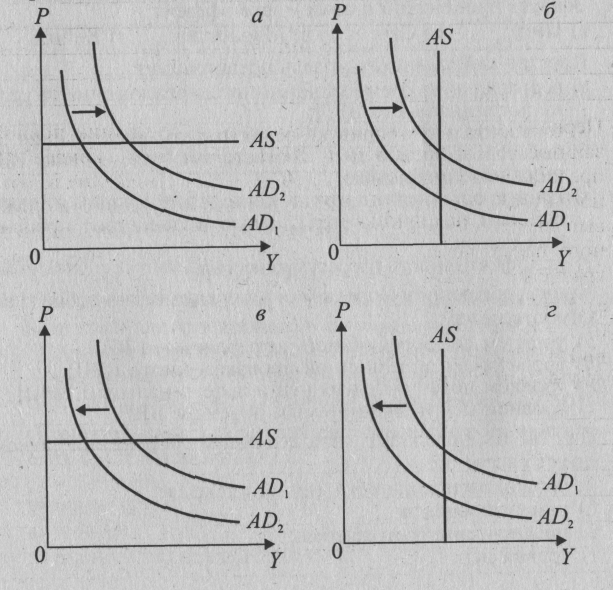 P а
AS
AD₂
AD₁
0 Y
P б
AS
AD₂
AD₁
0 Y
P в
AS
AD₁
AD₂
0 Y
P г
AS
AD₁
AD₂
0 Y